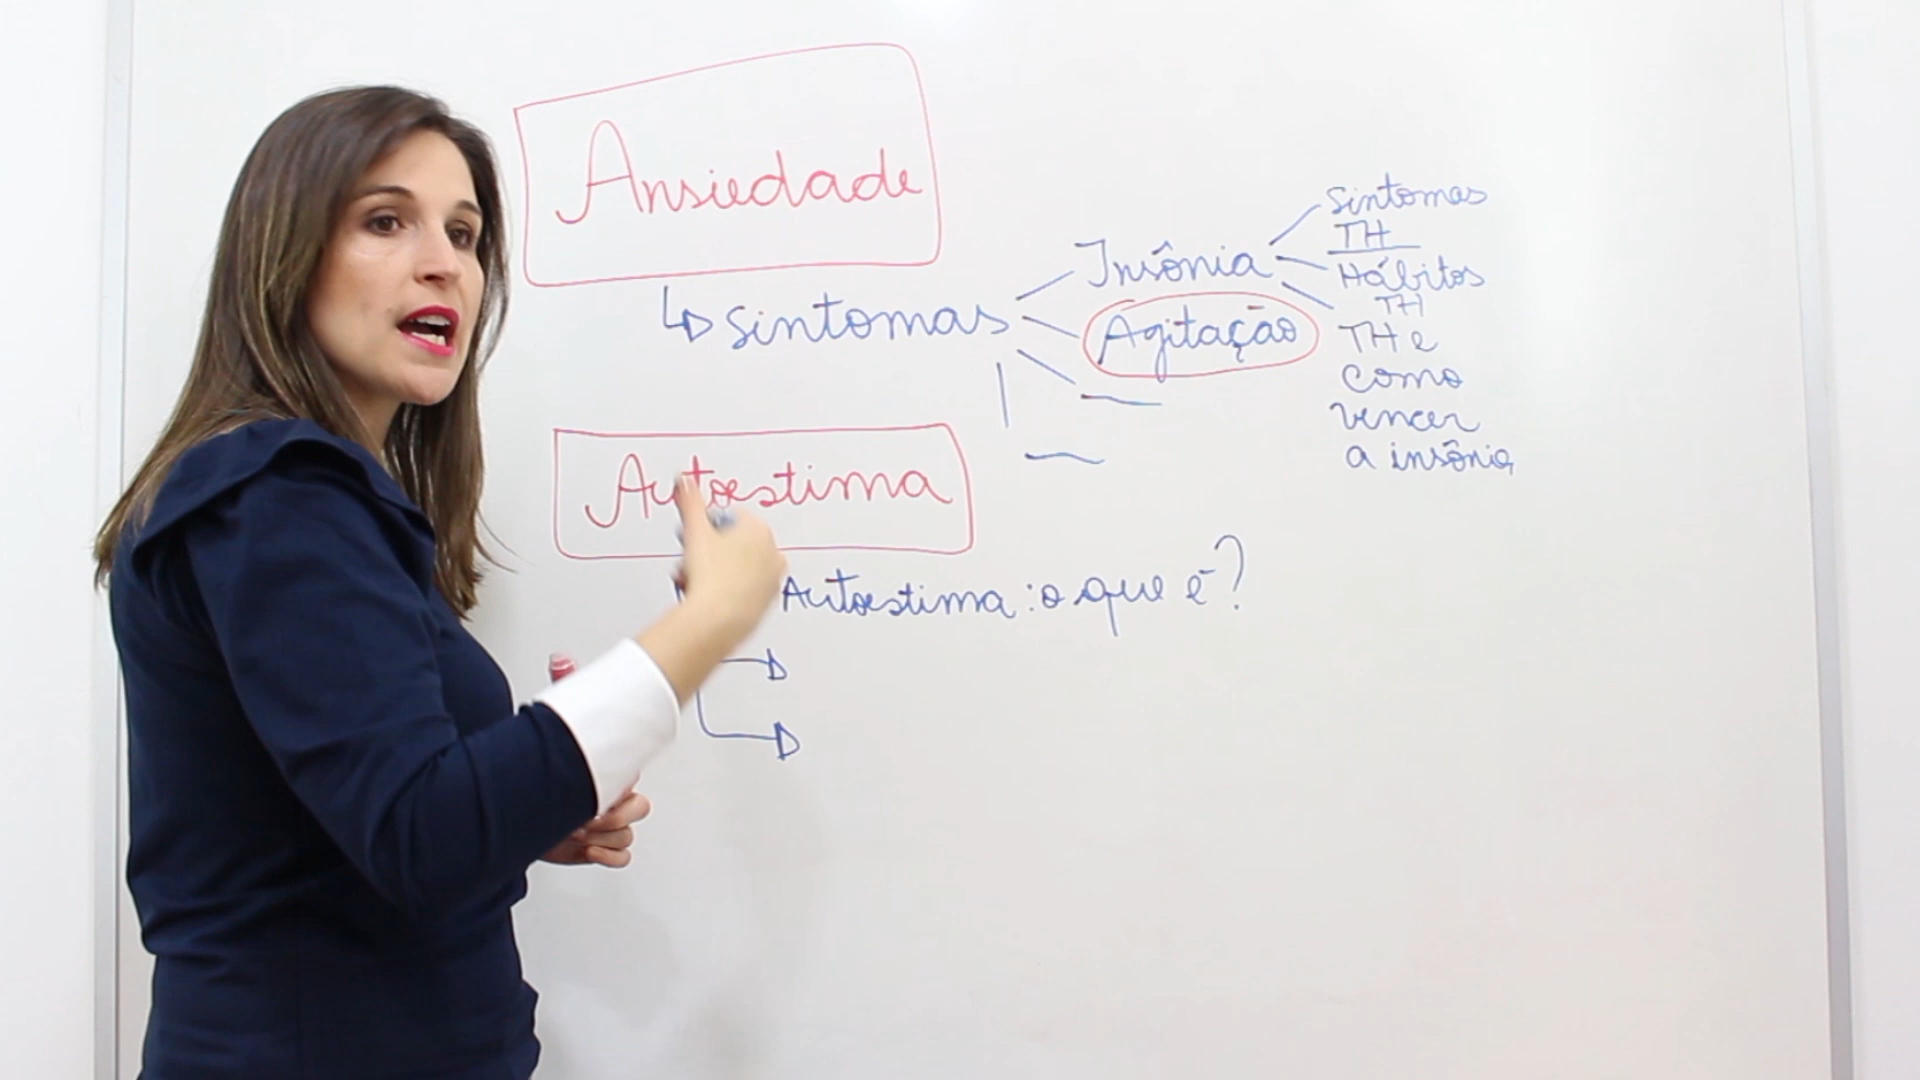 Ansiedade
sintomas
Insônia
Agitação
sintomas
TH
Hábitos
TH
TH e
como
vencer
a insônia
Autoestima
Autoestima: o que é?